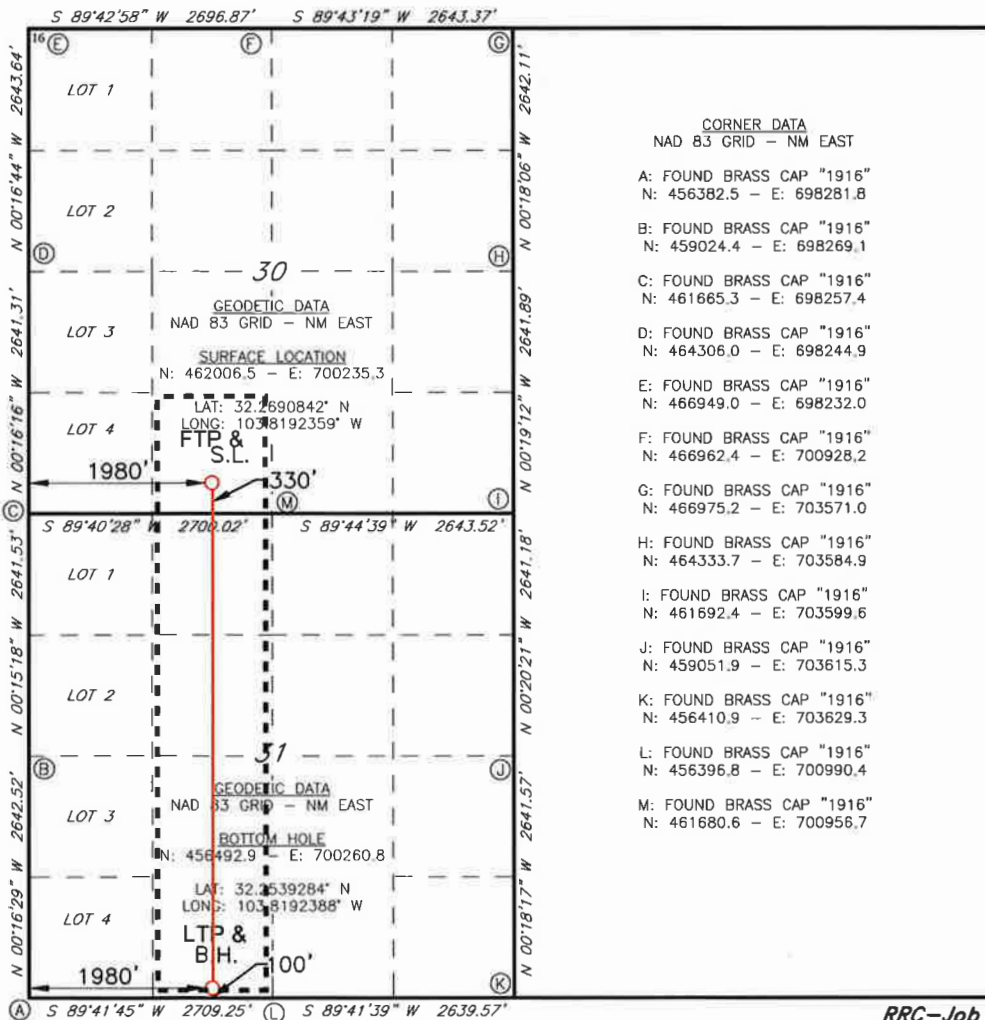 S 89°42'58" W 2696.87' S 89°43'19" W 2643.37'
16 E F G
LOT 1
N 00°16'44" W 2643.64'
LOT 2
N 00°18'06" W 2642.11'
D H
30
GEODETIC DATA
NAD 83 GRID – NM EAST
SURFACE LOCATION
N: 462006.5 – E: 700235.3
LAT: 32.2690842° N
LONG: 103.8192359° W
LOT 3
N 00°16'16" W 2641.31'
LOT 4
N 00°19'12" W 2641.89'
FTP &
S.L.
1980' 330'
C M I
S 89°40'28" W 2700.02' S 89°44'39" W 2643.52'
LOT 1
N 00°15'18" W 2641.53'
LOT 2
N 00°20'21" W 2641.18'
31
B J
GEODETIC DATA
NAD 83 GRID – NM EAST
BOTTOM HOLE
N: 456492.9 – E: 700260.8
LAT: 32.2539284° N
LONG: 103.8192388° W
LOT 3
N 00°16'29" W 2642.52'
LOT 4
N 00°18'17" W 2641.57'
LTP &
B.H.
1980' 100'
K
A S 89°41'45" W 2709.25' L S 89°41'39" W 2639.57'
CORNER DATA
NAD 83 GRID – NM EAST
A: FOUND BRASS CAP "1916"
N: 456382.5 – E: 698281.8
B: FOUND BRASS CAP "1916"
N: 459024.4 – E: 698269.1
C: FOUND BRASS CAP "1916"
N: 461665.3 – E: 698257.4
D: FOUND BRASS CAP "1916"
N: 464306.0 – E: 698244.9
E: FOUND BRASS CAP "1916"
N: 466949.0 – E: 698232.0
F: FOUND BRASS CAP "1916"
N: 466962.4 – E: 700928.2
G: FOUND BRASS CAP "1916"
N: 466975.2 – E: 703571.0
H: FOUND BRASS CAP "1916"
N: 464333.7 – E: 703584.9
I: FOUND BRASS CAP "1916"
N: 461692.4 – E: 703599.6
J: FOUND BRASS CAP "1916"
N: 459051.9 – E: 703615.3
K: FOUND BRASS CAP "1916"
N: 456410.9 – E: 703629.3
L: FOUND BRASS CAP "1916"
N: 456396.8 – E: 700990.4
M: FOUND BRASS CAP "1916"
N: 461680.6 – E: 700956.7
RRC–Job